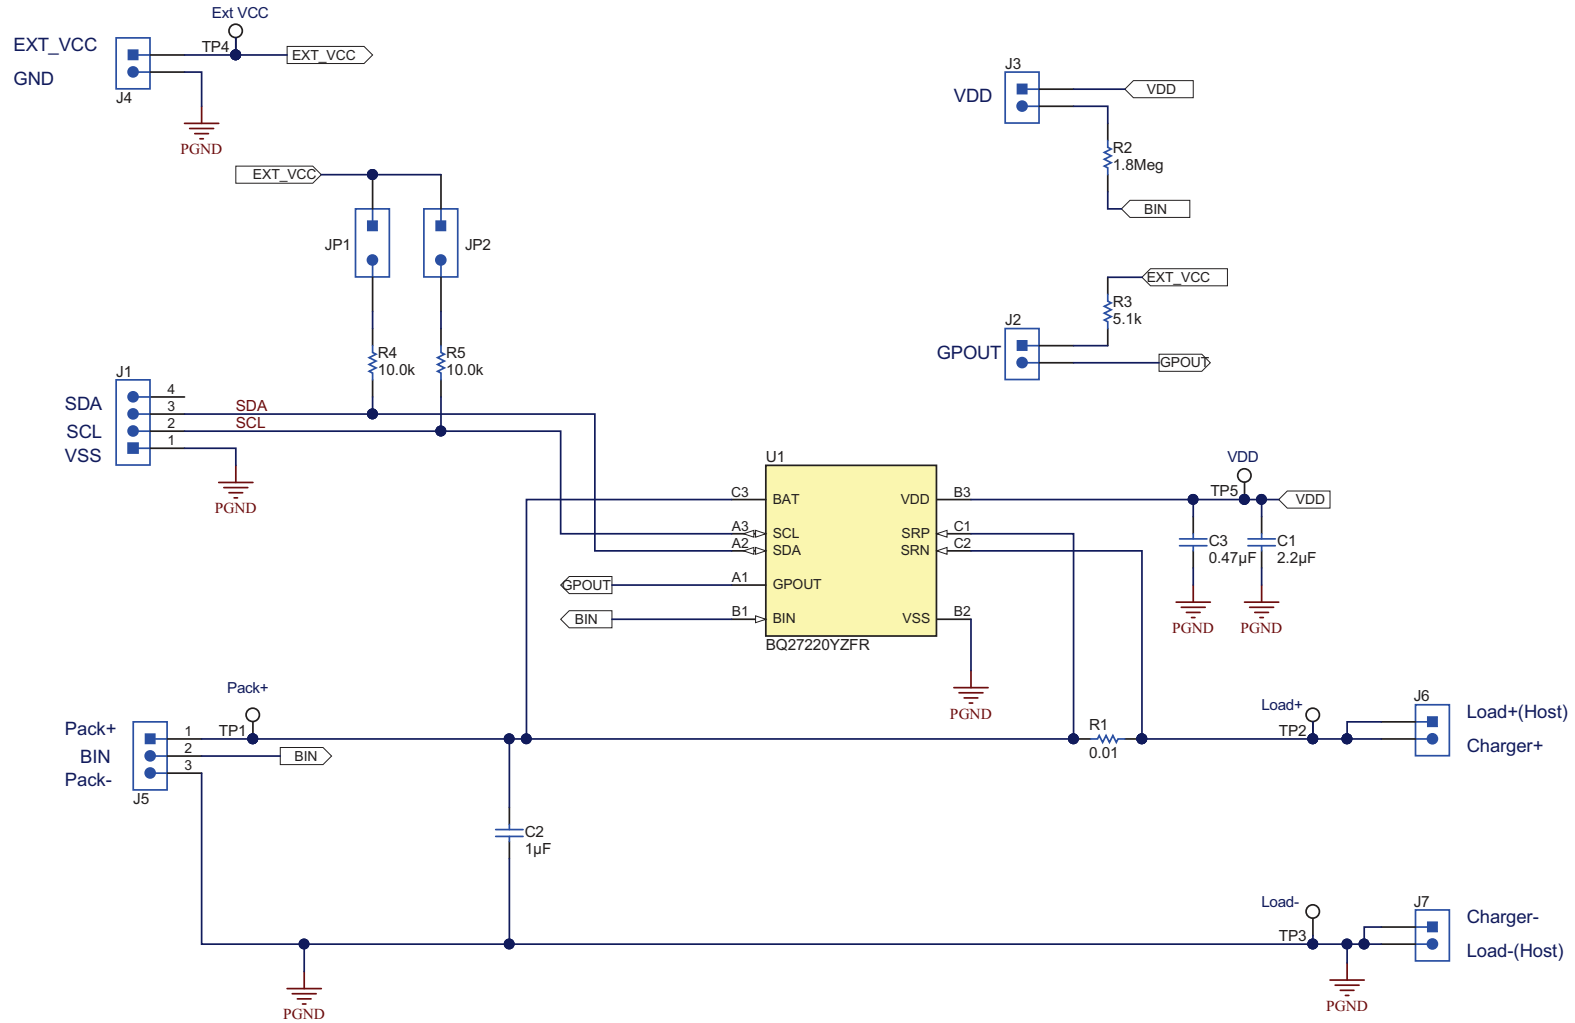 Ext VCC
EXT_VCC
TP4
EXT_VCC
GND
J4
PGND
J3
VDD
VDD
R2
1.8Meg
BIN
EXT_VCC
JP1
JP2
EXT_VCC
R3
5.1k
J2
GPOUT
GPOUT
R4
10.0k
R5
10.0k
J1
4
SDA
3
SDA
SCL
2
SCL
VSS
1
PGND
U1
C3
BAT
VDD
B3
A3
SCL
SRP
C1
A2
SDA
SRN
C2
GPOUT
A1
GPOUT
BIN
B1
BIN
VSS
B2
BQ27220YZFR
PGND
VDD
TP5
VDD
C3
0.47µF
C1
2.2µF
PGND
PGND
Pack+
Pack+
1
TP1
BIN
2
BIN
Pack-
3
J5
R1
0.01
Load+
TP2
J6
Load+(Host)
Charger+
C2
1µF
Load-
TP3
J7
Charger-
Load-(Host)
PGND
PGND